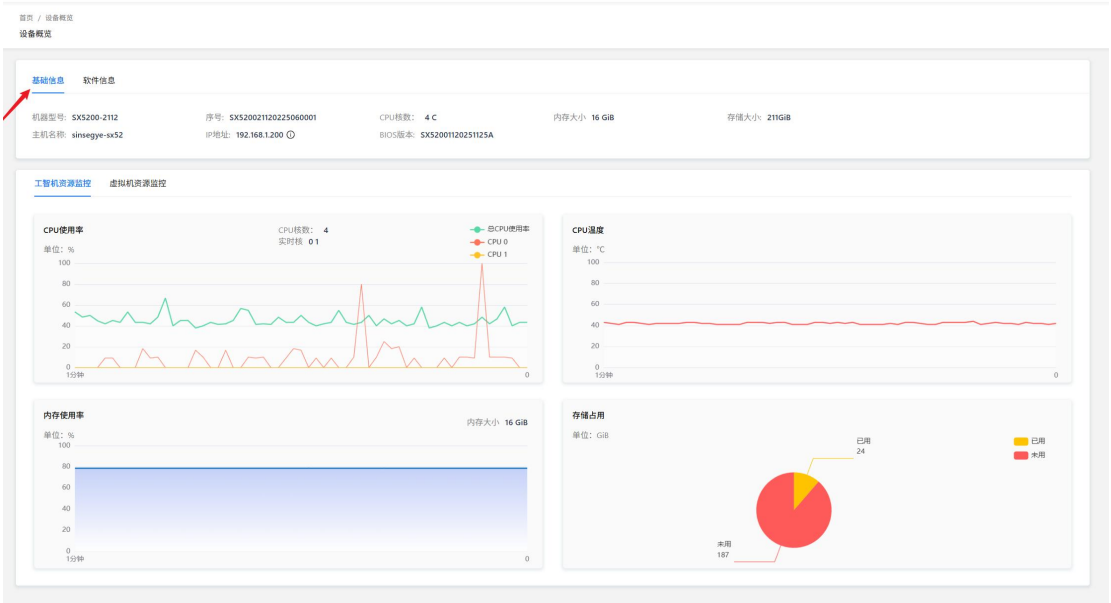 首页 / 设备概览
设备概览
基础信息 软件信息
机器型号: SX5200-2112 序号: SX520021120225060001 CPU核数: 4 C 内存大小: 16 GiB 存储大小: 211GiB
主机名称: sinsegye-sx52 IP地址: 192.168.1.200 BIOS版本: SX52001120251125A
工智机资源监控 虚拟机资源监控
CPU使用率
CPU核数: 4
实时核 0 1
总CPU使用率
CPU 0
CPU 1
单位: %
100
80
60
40
20
0
1分钟 0
CPU温度
单位: °C
100
80
60
40
20
0
1分钟 0
内存使用率
内存大小 16 GiB
单位: %
100
80
60
40
20
0
1分钟 0
存储占用
单位: GiB
已用
24
已用
未用
未用
187